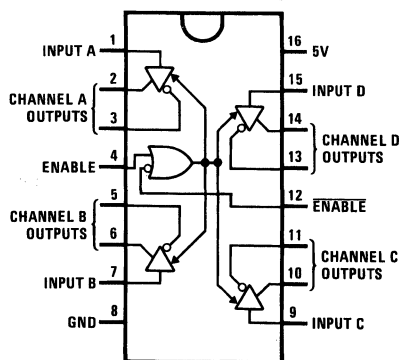 1 INPUT A
2 CHANNEL A
3 OUTPUTS
4 ENABLE
5 CHANNEL B
6 OUTPUTS
7 INPUT B
8 GND
16 5V
15 INPUT D
14 CHANNEL D
13 OUTPUTS
12 ENABLE
11 CHANNEL C
10 OUTPUTS
9 INPUT C